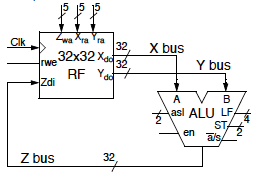 5 5 5
Clk Zwa Xra Yra 32 X bus
32x32 Xdo
rwe RF Ydo 32 Y bus
Zdi
A B
asl ALU LF
2 4
en ST
a/s 2
Z bus 32